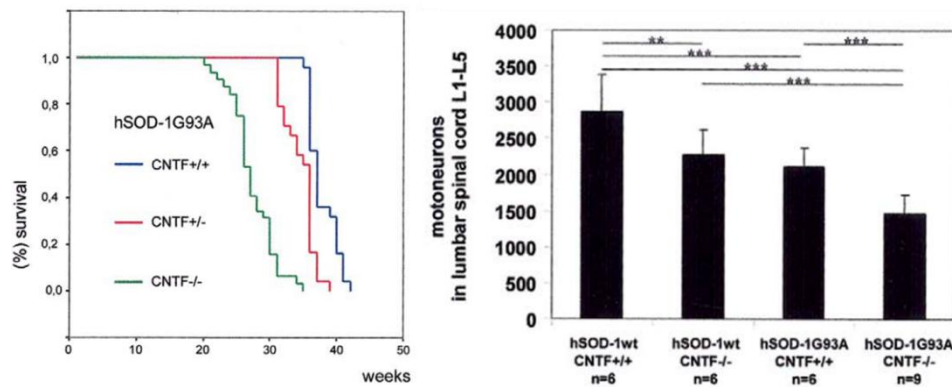 (%) survival
1,0
0,8
0,6
0,4
0,2
0,0
hSOD-1G93A
CNTF+/+
CNTF+/-
CNTF-/-
0
10
20
30
40
50
weeks
motoneurons
in lumbar spinal cord L1-L5
4000
3500
3000
2500
2000
1500
1000
500
0
**
***
***
***
***
hSOD-1wt
CNTF+/+
n=6
hSOD-1wt
CNTF-/-
n=6
hSOD-1G93A
CNTF+/+
n=6
hSOD-1G93A
CNTF-/-
n=9